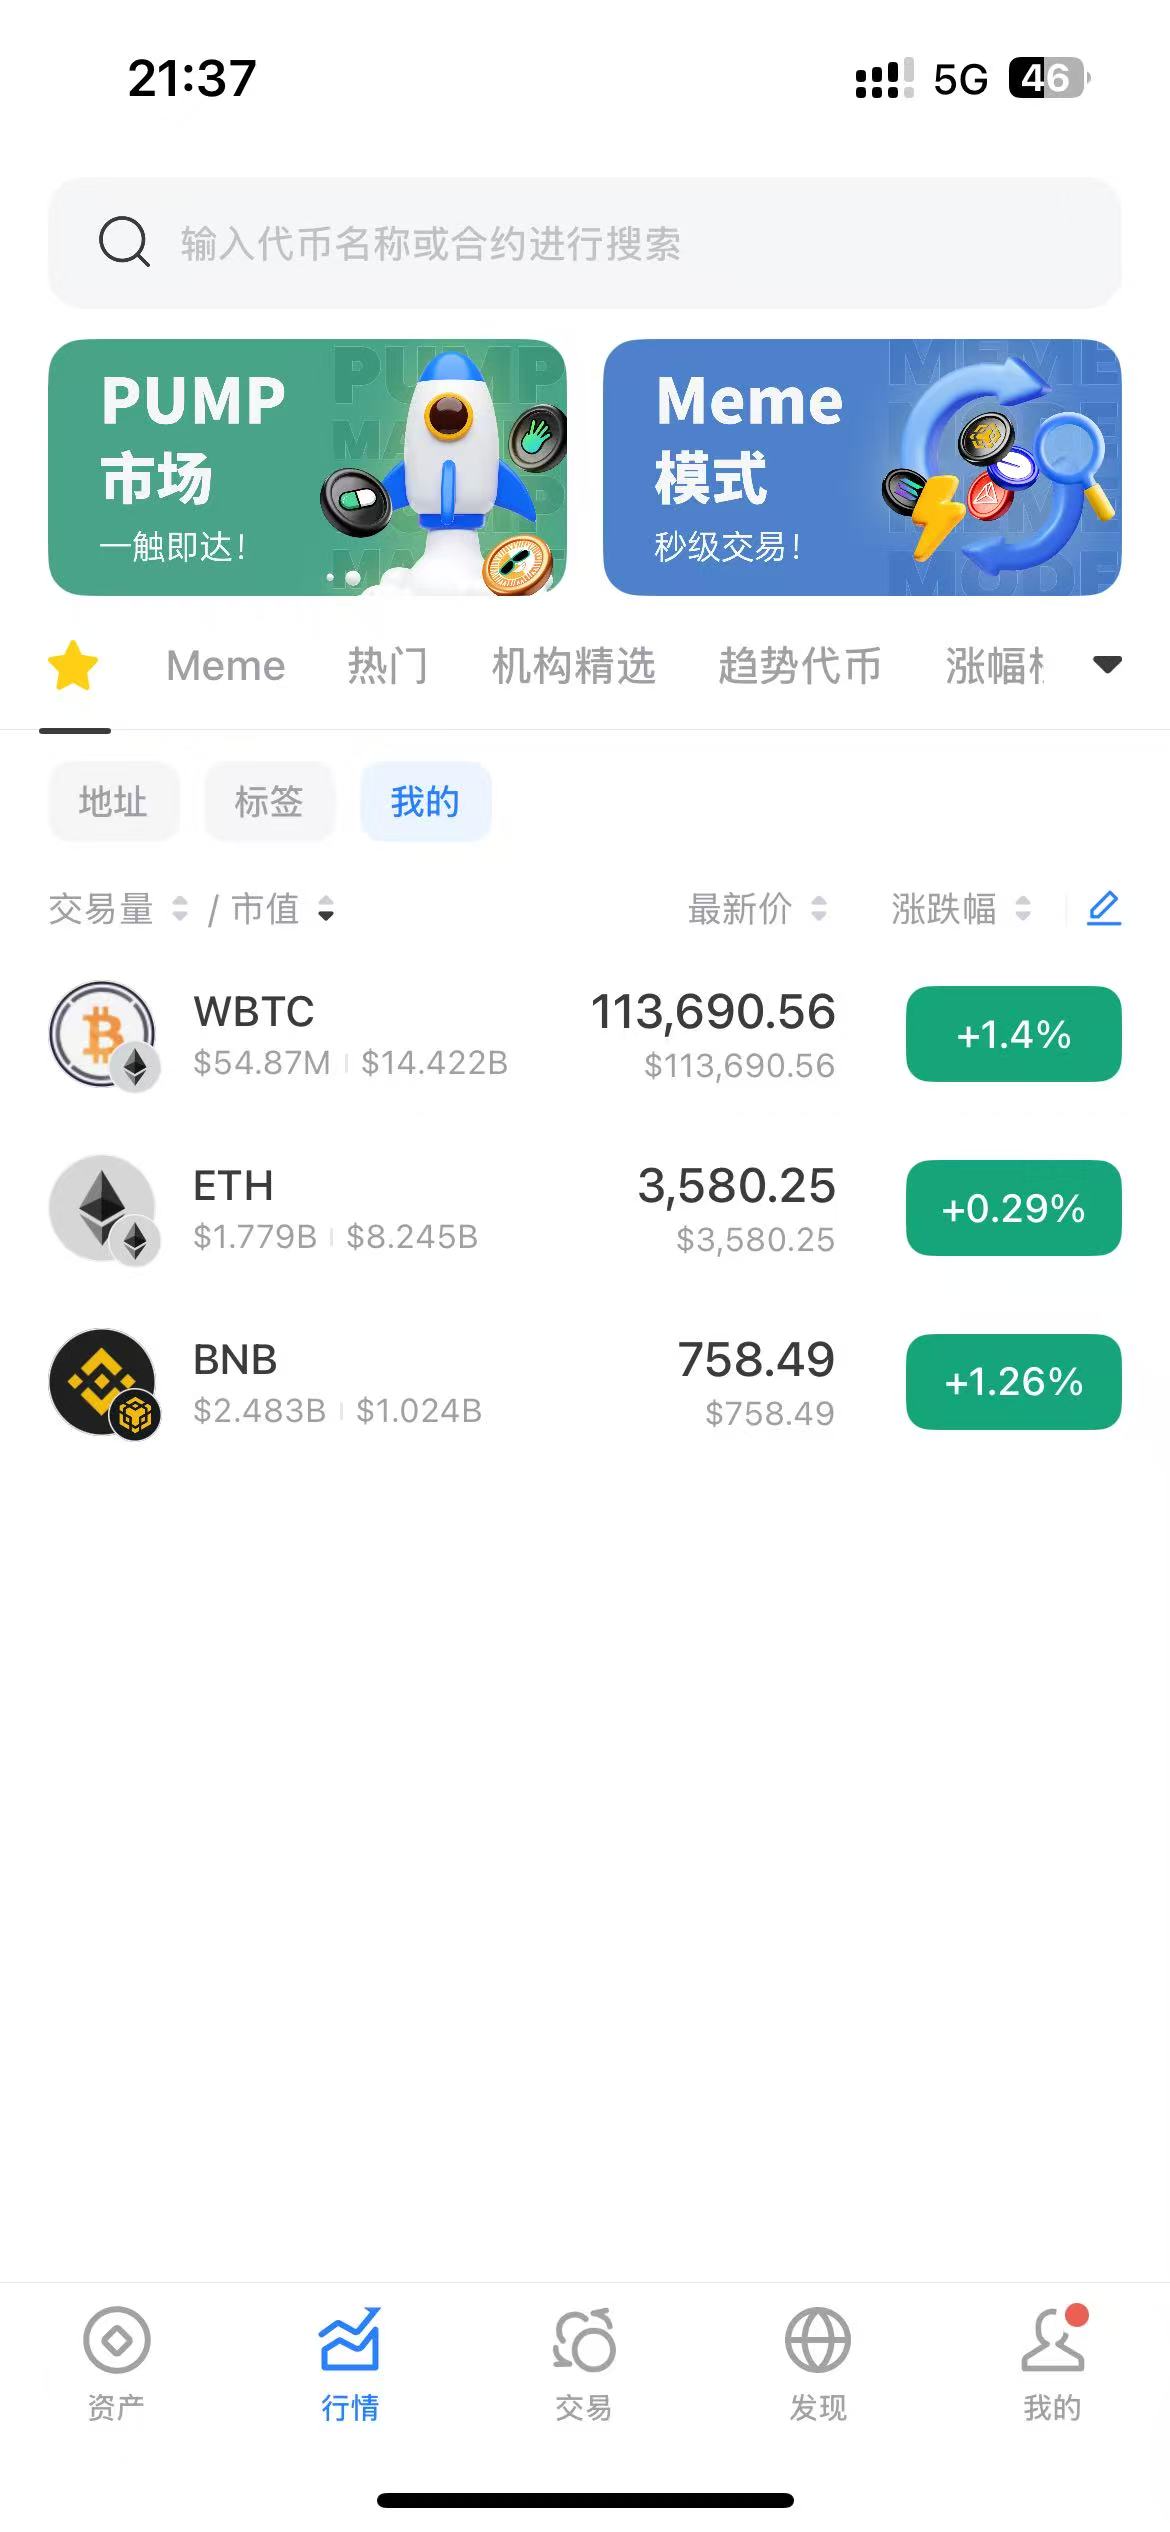 21:37
5G 46
输入代币名称或合约进行搜索
PUMP
市场
一触即达！
Meme
模式
秒级交易！
Meme 热门 机构精选 趋势代币 涨幅
地址 标签 我的
交易量 / 市值 最新价 涨跌幅
WBTC 113,690.56 +1.4%
$54.87M $14.422B $113,690.56
ETH 3,580.25 +0.29%
$1.779B $8.245B $3,580.25
BNB 758.49 +1.26%
$2.483B $1.024B $758.49
资产 行情 交易 发现 我的